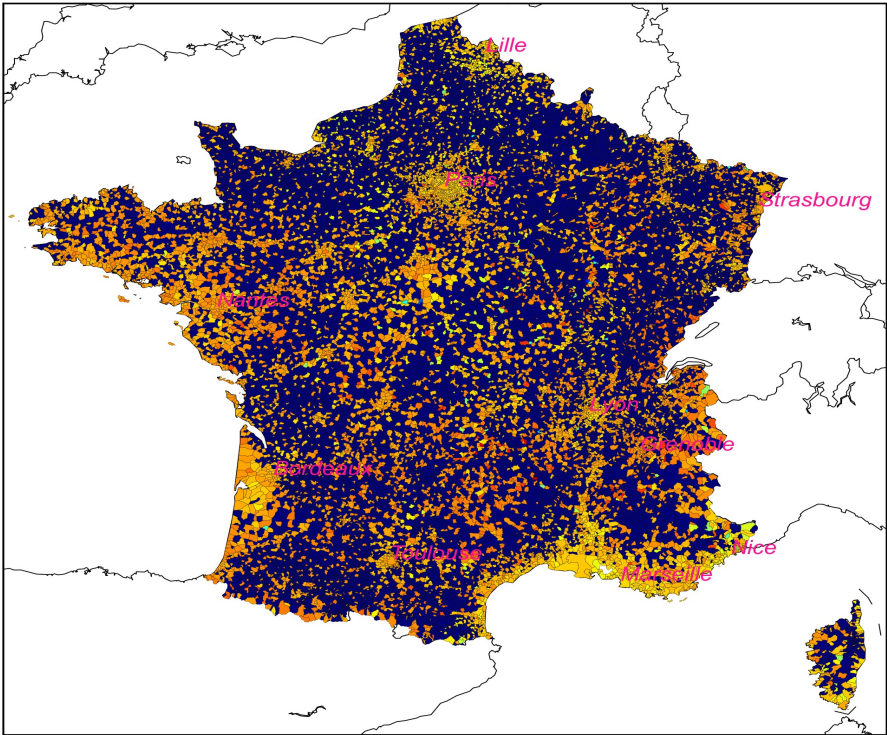 Lille
Paris
Strasbourg
Nantes
Lyon
Grenoble
Bordeaux
Nice
Toulouse
Marseille